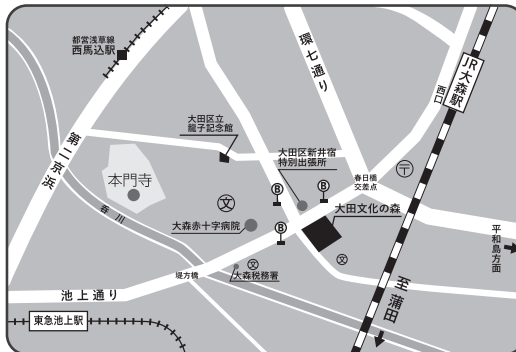 都営浅草線
西馬込駅
環七通り
JR大森駅
西口
大田区立
龍子記念館
大田区新井宿
特別出張所
第二京浜
本門寺
文
〒
春日橋
交差点
B
B
大田文化の森
呑川
大森赤十字病院
B
平和島方面
文
文
堤方橋
大森税務署
至蒲田
池上通り
東急池上駅